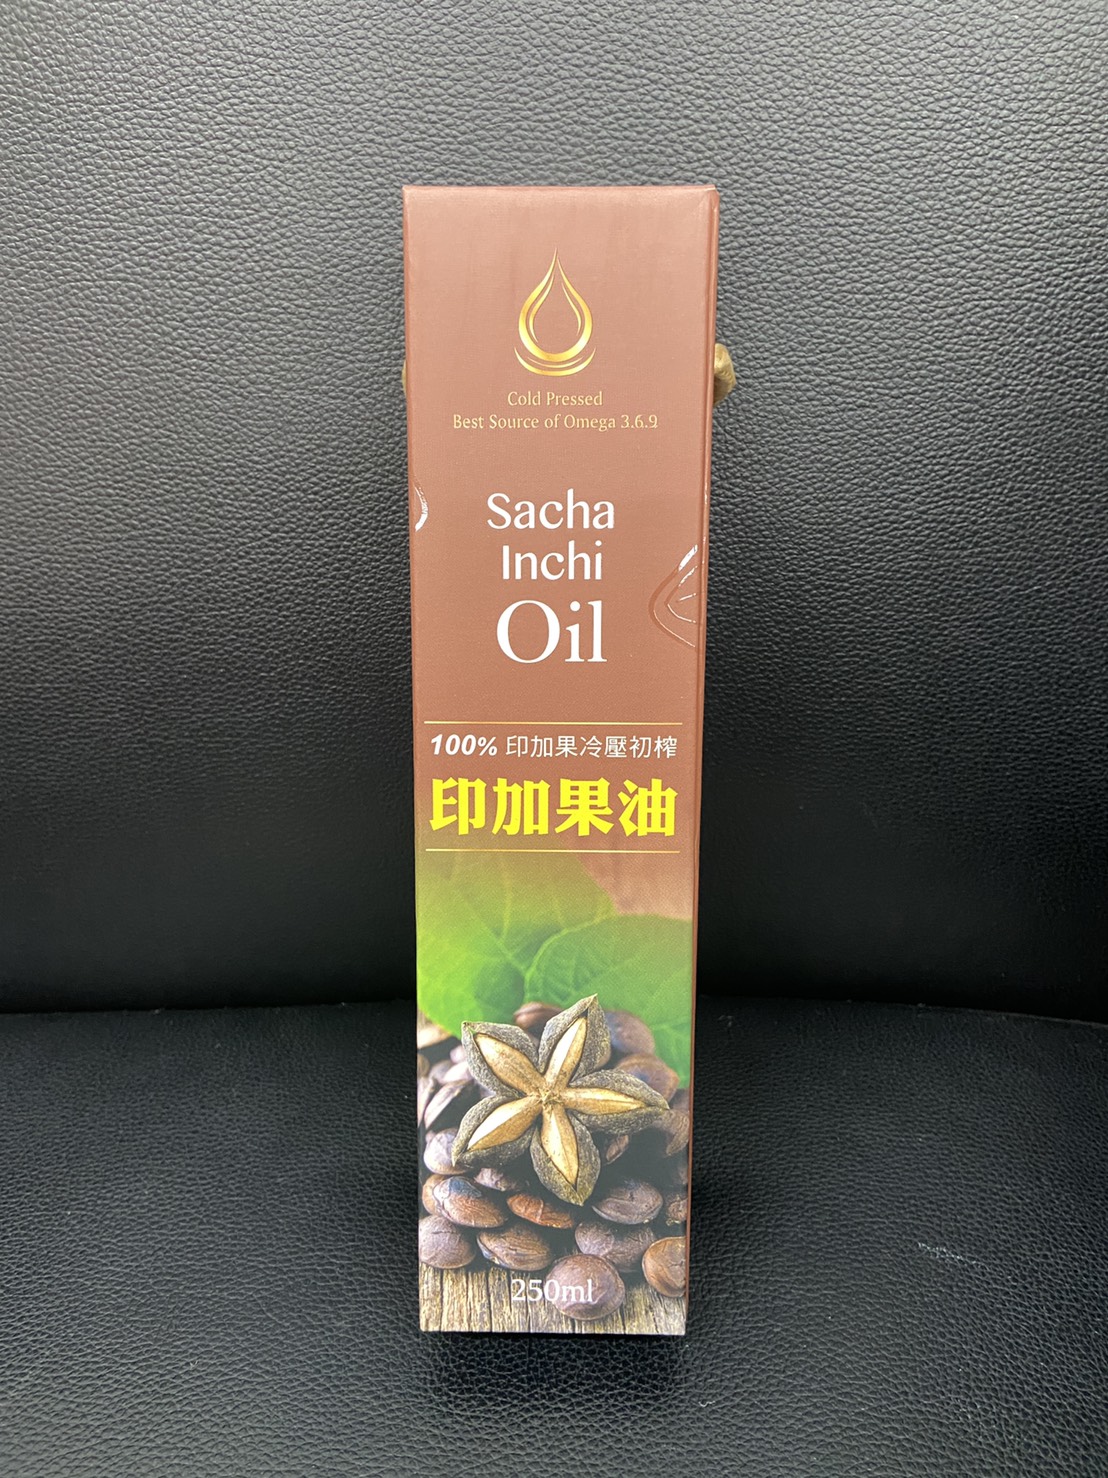 Cold Pressed
Best Source of Omega 3.6.9
Sacha
Inchi
Oil
100% 印加果冷壓初榨
印加果油
250ml